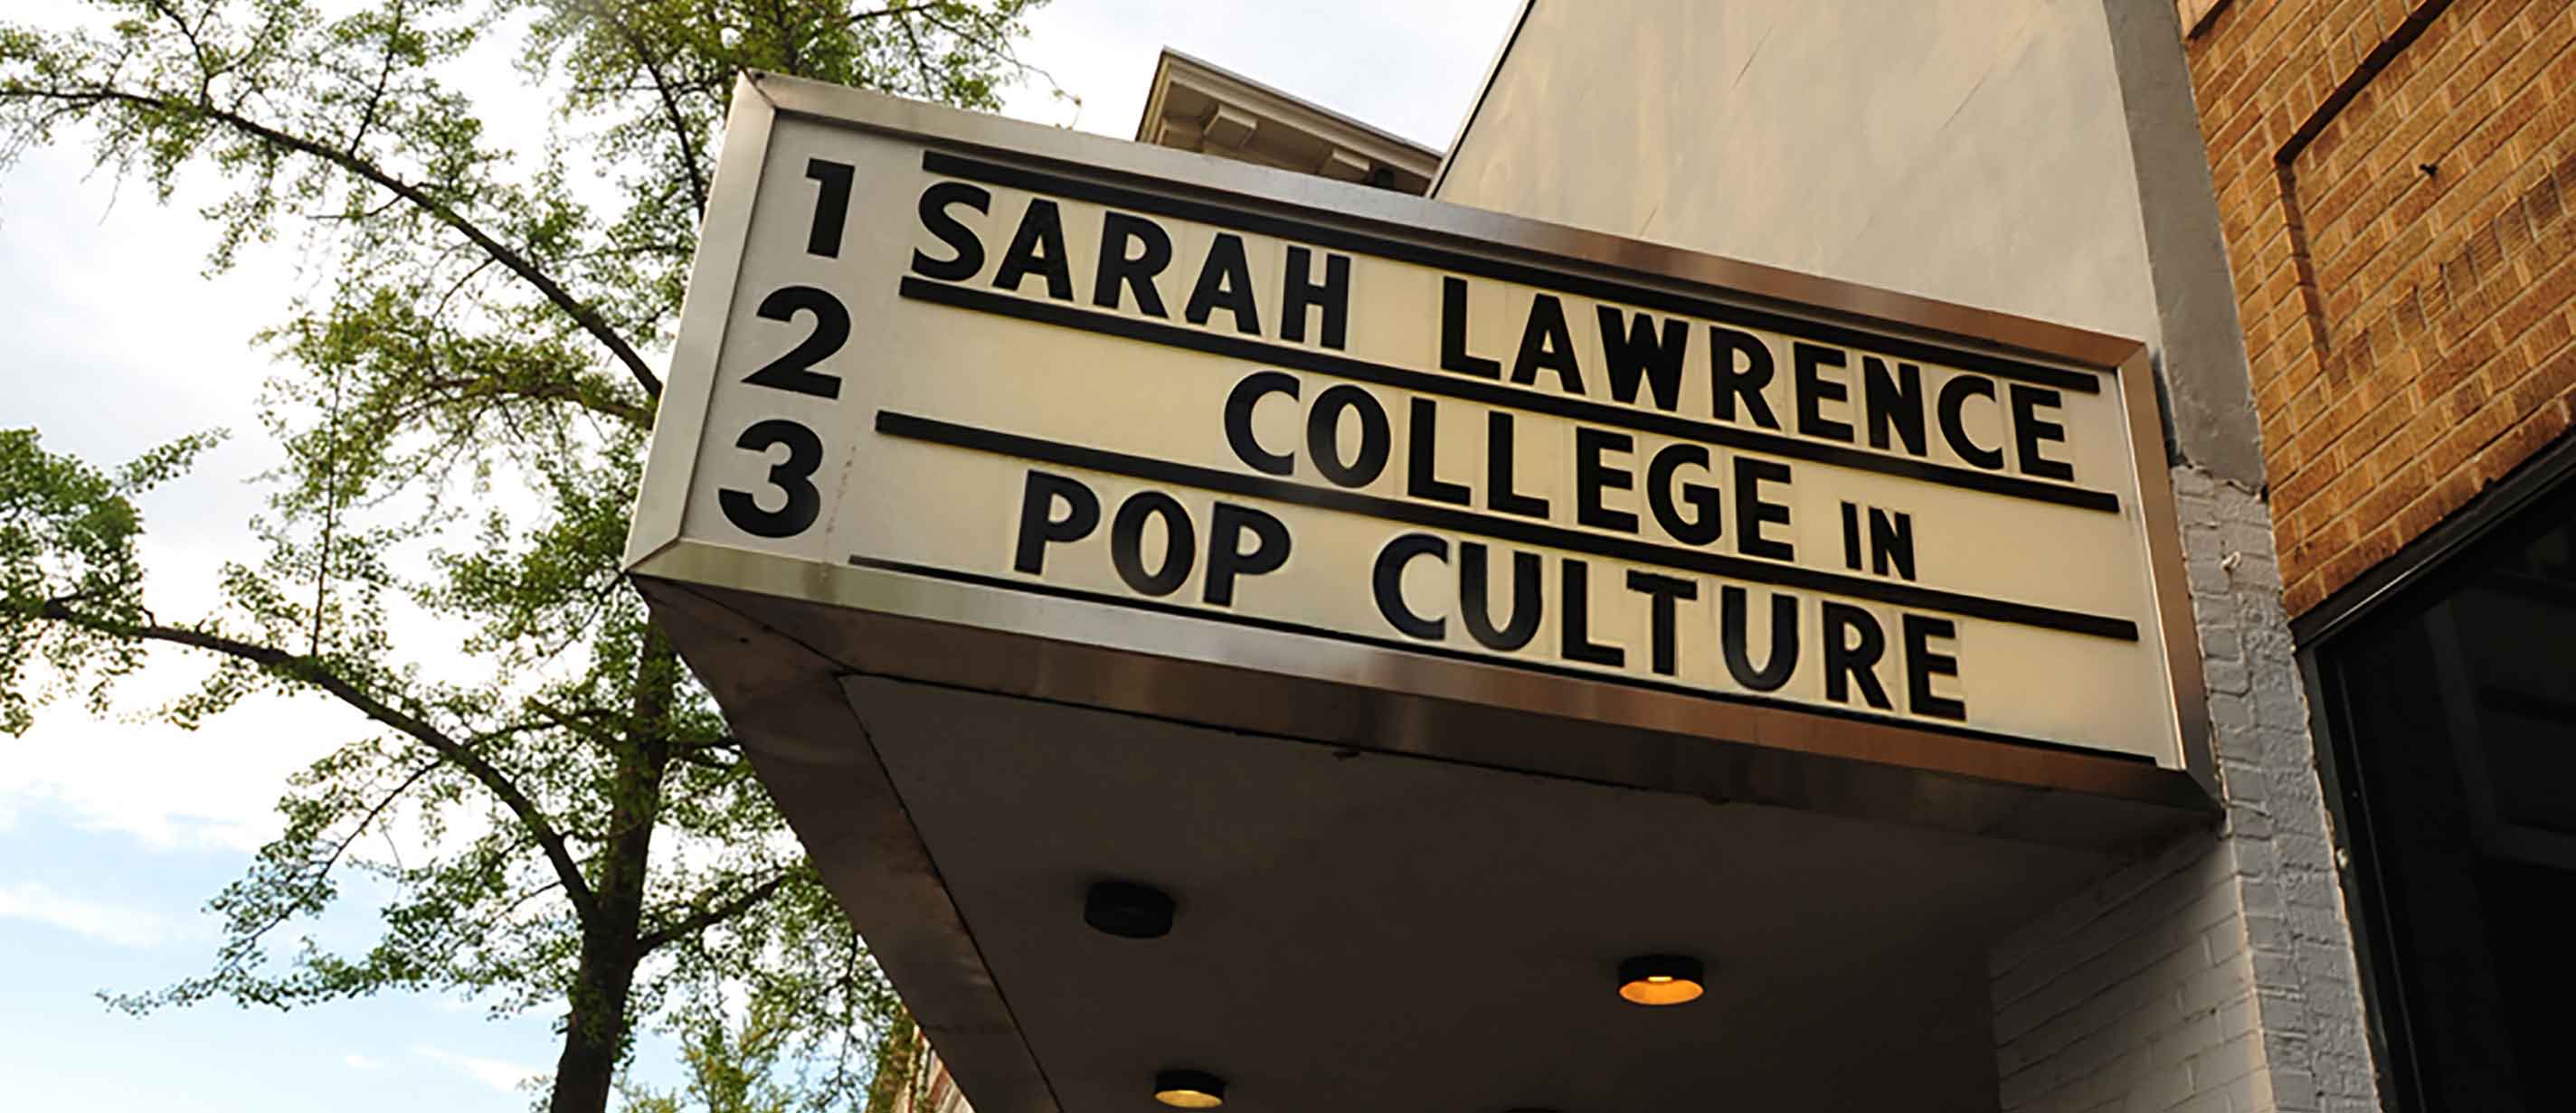 1 SARAH LAWRENCE
2 COLLEGE IN
3 POP CULTURE